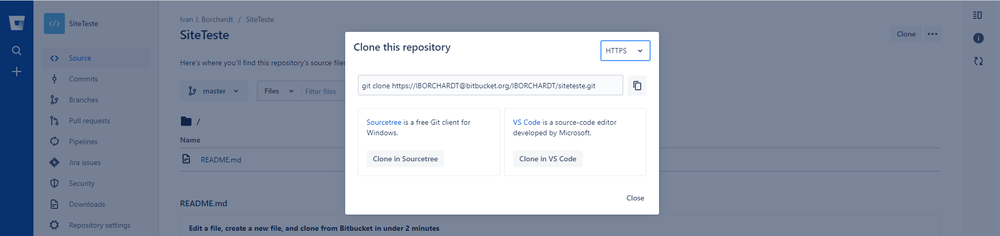 SiteTeste
Source
Commits
Branches
Pull requests
Pipelines
Jira issues
Security
Downloads
Repository settings
Ivan J. Borchardt / SiteTeste
SiteTeste
Clone
Here's where you'll find this repository's source files
master
Files
Filter files
/
Name
README.md
README.md
Edit a file, create a new file, and clone from Bitbucket in under 2 minutes
Clone this repository
HTTPS
git clone https://IBORCHARDT@bitbucket.org/IBORCHARDT/siteteste.git
Sourcetree is a free Git client for
Windows.
Clone in Sourcetree
VS Code is a source-code editor
developed by Microsoft.
Clone in VS Code
Close